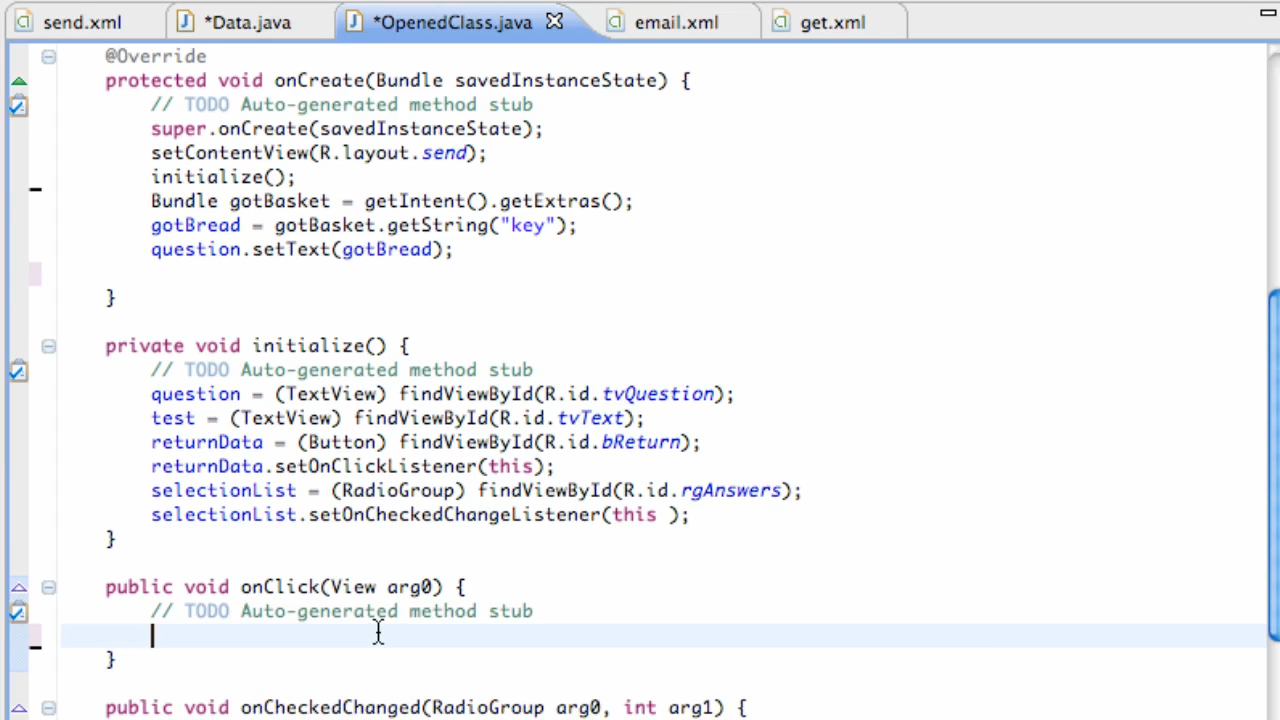 send.xml *Data.java *OpenedClass.java email.xml get.xml
@Override
protected void onCreate(Bundle savedInstanceState) {
// TODO Auto-generated method stub
super.onCreate(savedInstanceState);
setContentView(R.layout.send);
initialize();
Bundle gotBasket = getIntent().getExtras();
gotBread = gotBasket.getString("key");
question.setText(gotBread);
}
private void initialize() {
// TODO Auto-generated method stub
question = (TextView) findViewById(R.id.tvQuestion);
test = (TextView) findViewById(R.id.tvText);
returnData = (Button) findViewById(R.id.bReturn);
returnData.setOnClickListener(this);
selectionList = (RadioGroup) findViewById(R.id.rgAnswers);
selectionList.setOnCheckedChangeListener(this );
}
public void onClick(View arg0) {
// TODO Auto-generated method stub
}
public void onCheckedChanged(RadioGroup arg0, int arg1) {